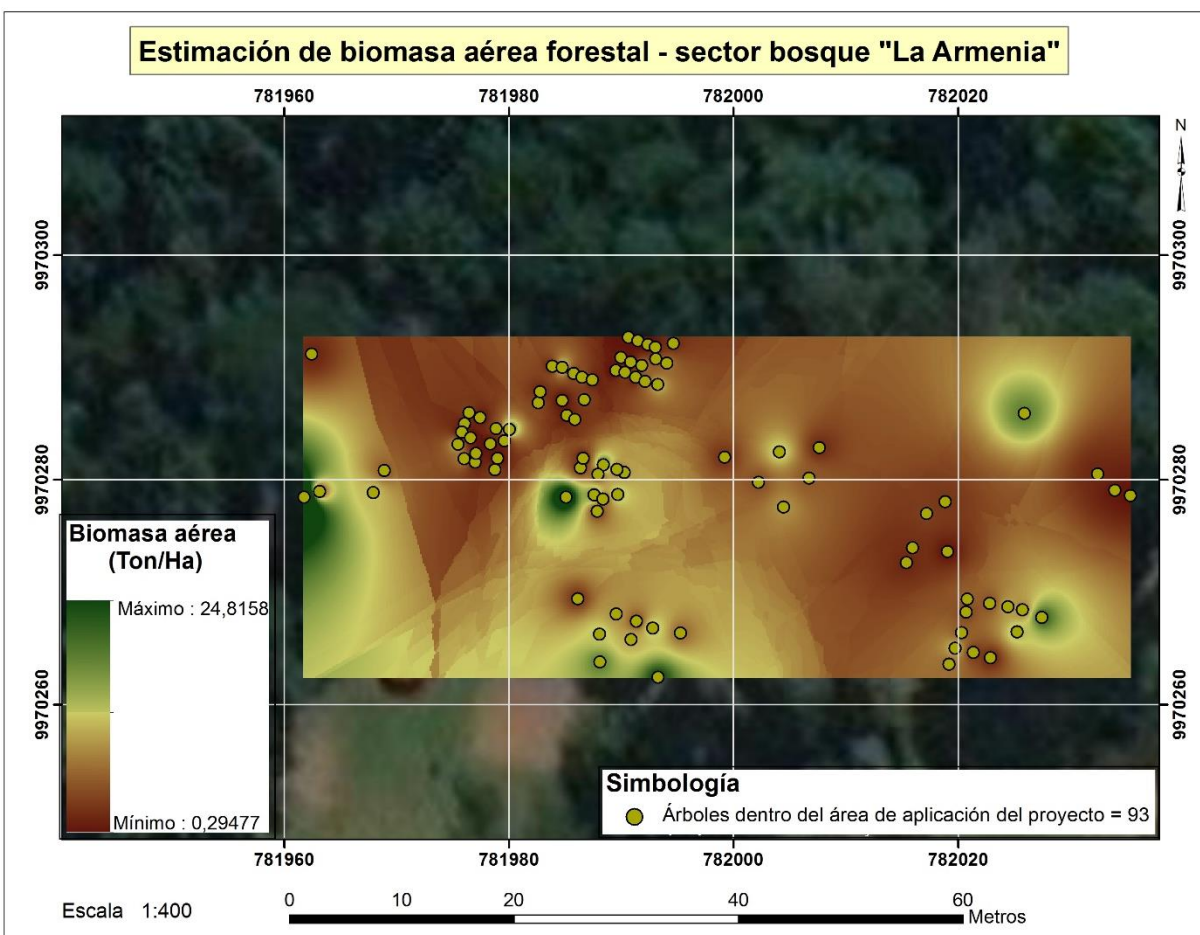 Estimación de biomasa aérea forestal - sector bosque "La Armenia"
781960 781980 782000 782020
N
9970300 9970300
9970280 9970280
9970260 9970260
Biomasa aérea
(Ton/Ha)
Máximo : 24,8158
Mínimo : 0,29477
Simbología
Árboles dentro del área de aplicación del proyecto = 93
781960 781980 782000 782020
Escala 1:400
0 10 20 40 60
Metros